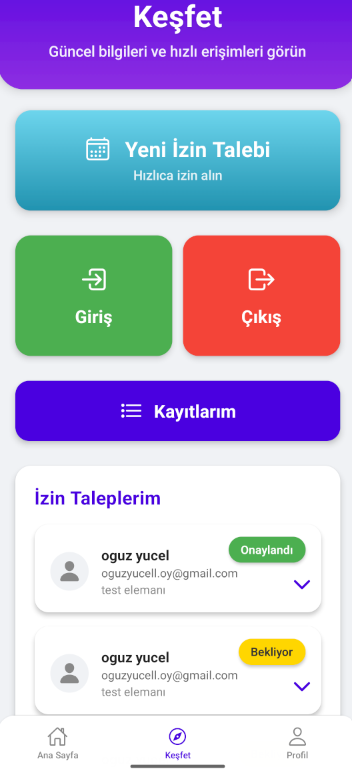 Keşfet
Güncel bilgileri ve hızlı erişimleri görün
Yeni İzin Talebi
Hızlıca izin alın
Giriş
Çıkış
Kayıtlarım
İzin Taleplerim
Onaylandı
oguz yucel
oguzyucell.oy@gmail.com
test elemanı
Bekliyor
oguz yucel
oguzyucell.oy@gmail.com
test elemanı
Ana Sayfa
Keşfet
Profil